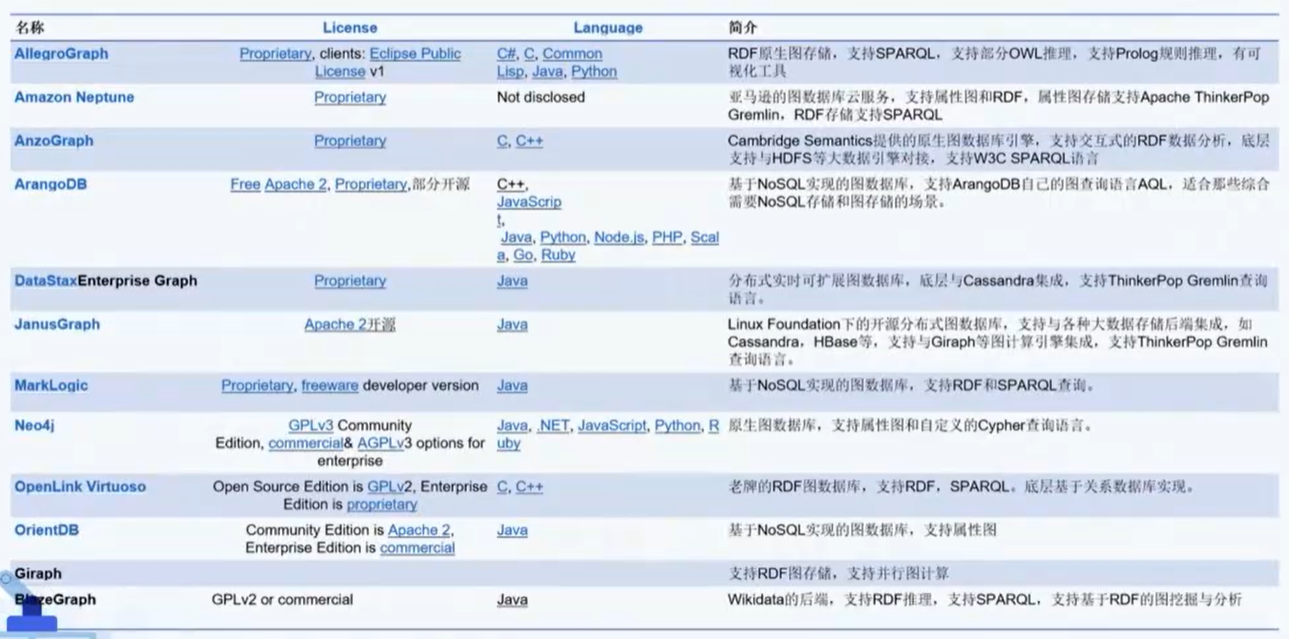 名称 License Language 简介
AllegroGraph Proprietary, clients: Eclipse Public License v1 C#, C, Common Lisp, Java, Python RDF原生图存储，支持SPARQL，支持部分OWL推理，支持Prolog规则推理，有可视化工具
Amazon Neptune Proprietary Not disclosed 亚马逊的图数据库云服务，支持属性图和RDF，属性图存储支持Apache ThinkerPop Gremlin，RDF存储支持SPARQL
AnzoGraph Proprietary C, C++ Cambridge Semantics提供的原生图数据库引擎，支持交互式的RDF数据分析，底层支持与HDFS等大数据引擎对接，支持W3C SPARQL语言
ArangoDB Free Apache 2, Proprietary,部分开源 C++, JavaScript, Java, Python, Node.js, PHP, Scala, Go, Ruby 基于NoSQL实现的图数据库，支持ArangoDB自己的图查询语言AQL，适合那些综合需要NoSQL存储和图存储的场景。
DataStaxEnterprise Graph Proprietary Java 分布式实时可扩展图数据库，底层与Cassandra集成，支持ThinkerPop Gremlin查询语言。
JanusGraph Apache 2开源 Java Linux Foundation下的开源分布式图数据库，支持与各种大数据存储后端集成，如Cassandra，HBase等，支持与Giraph等图计算引擎集成，支持ThinkerPop Gremlin查询语言。
MarkLogic Proprietary, freeware developer version Java 基于NoSQL实现的图数据库，支持RDF和SPARQL查询。
Neo4j GPLv3 Community Edition, commercial& AGPLv3 options for enterprise Java, .NET, JavaScript, Python, Ruby 原生图数据库，支持属性图和自定义的Cypher查询语言。
OpenLink Virtuoso Open Source Edition is GPLv2, Enterprise Edition is proprietary C, C++ 老牌的RDF图数据库，支持RDF，SPARQL。底层基于关系数据库实现。
OrientDB Community Edition is Apache 2, Enterprise Edition is commercial Java 基于NoSQL实现的图数据库，支持属性图
Giraph 支持RDF图存储，支持并行图计算
BlazeGraph GPLv2 or commercial Java Wikidata的后端，支持RDF推理，支持SPARQL，支持基于RDF的图挖掘与分析